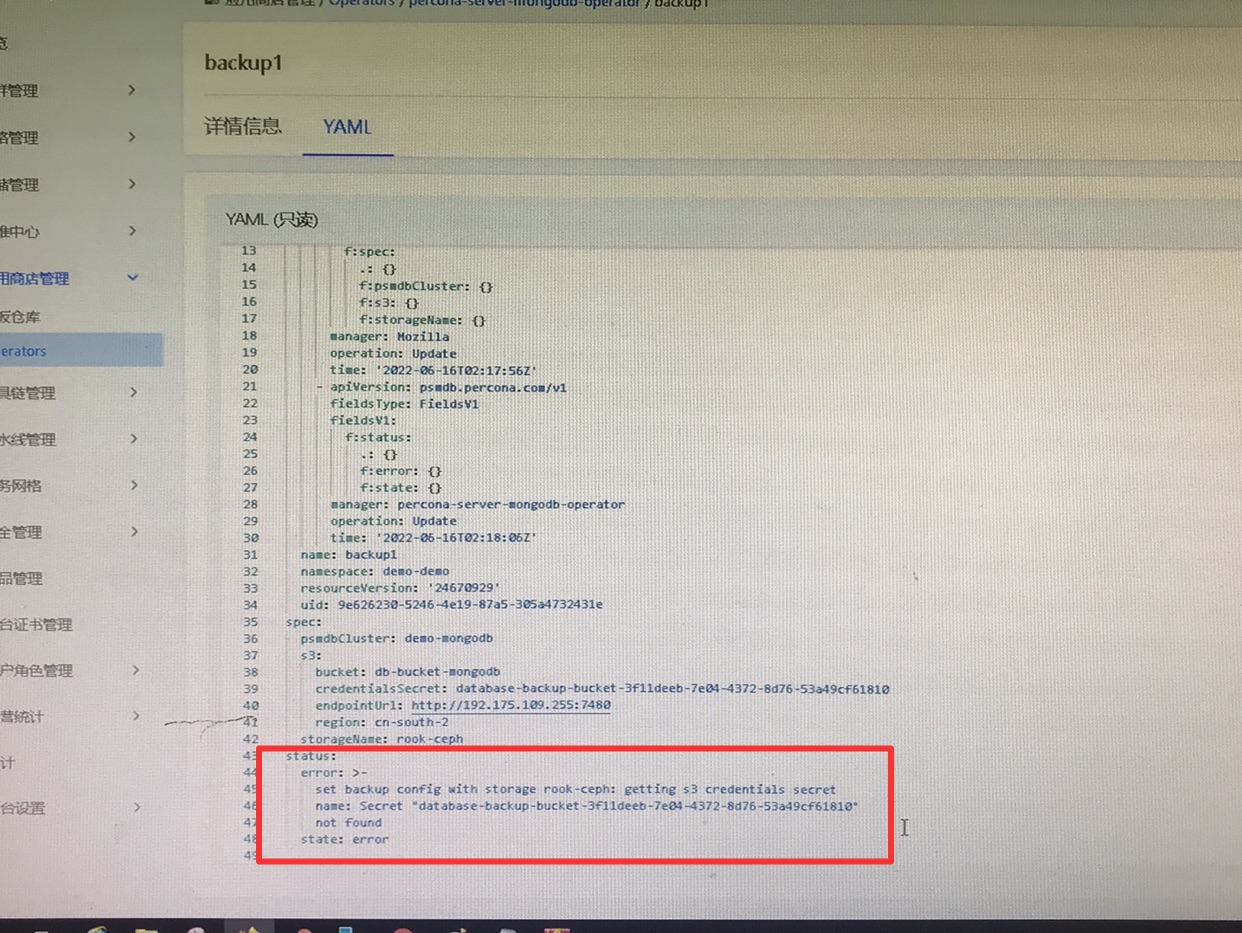 Operators / percona-server-mongodb-operator / backup1
览
backup1
群管理
详情信息 YAML
络管理
储管理
YAML (只读)
维中心
用商店管理
板仓库
erators
具链管理
水线管理
务网格
全管理
品管理
台证书管理
户角色管理
营统计
计
台设置
13 f:spec:
14 .: {}
15 f:psmdbCluster: {}
16 f:s3: {}
17 f:storageName: {}
18 manager: Mozilla
19 operation: Update
20 time: '2022-06-16T02:17:56Z'
21 - apiVersion: psmdb.percona.com/v1
22 fieldsType: FieldsV1
23 fieldsV1:
24 f:status:
25 .: {}
26 f:error: {}
27 f:state: {}
28 manager: percona-server-mongodb-operator
29 operation: Update
30 time: '2022-06-16T02:18:06Z'
31 name: backup1
32 namespace: demo-demo
33 resourceVersion: '24670929'
34 uid: 9e626230-5246-4e19-87a5-305a4732431e
35 spec:
36 psmdbCluster: demo-mongodb
37 s3:
38 bucket: db-bucket-mongodb
39 credentialsSecret: database-backup-bucket-3f11deeb-7e04-4372-8d76-53a49cf61810
40 endpointUrl: http://192.175.109.255:7480
41 region: cn-south-2
42 storageName: rook-ceph
43 status:
44 error: >-
45 set backup config with storage rook-ceph: getting s3 credentials secret
46 name: Secret "database-backup-bucket-3f11deeb-7e04-4372-8d76-53a49cf61810"
47 not found
48 state: error
49